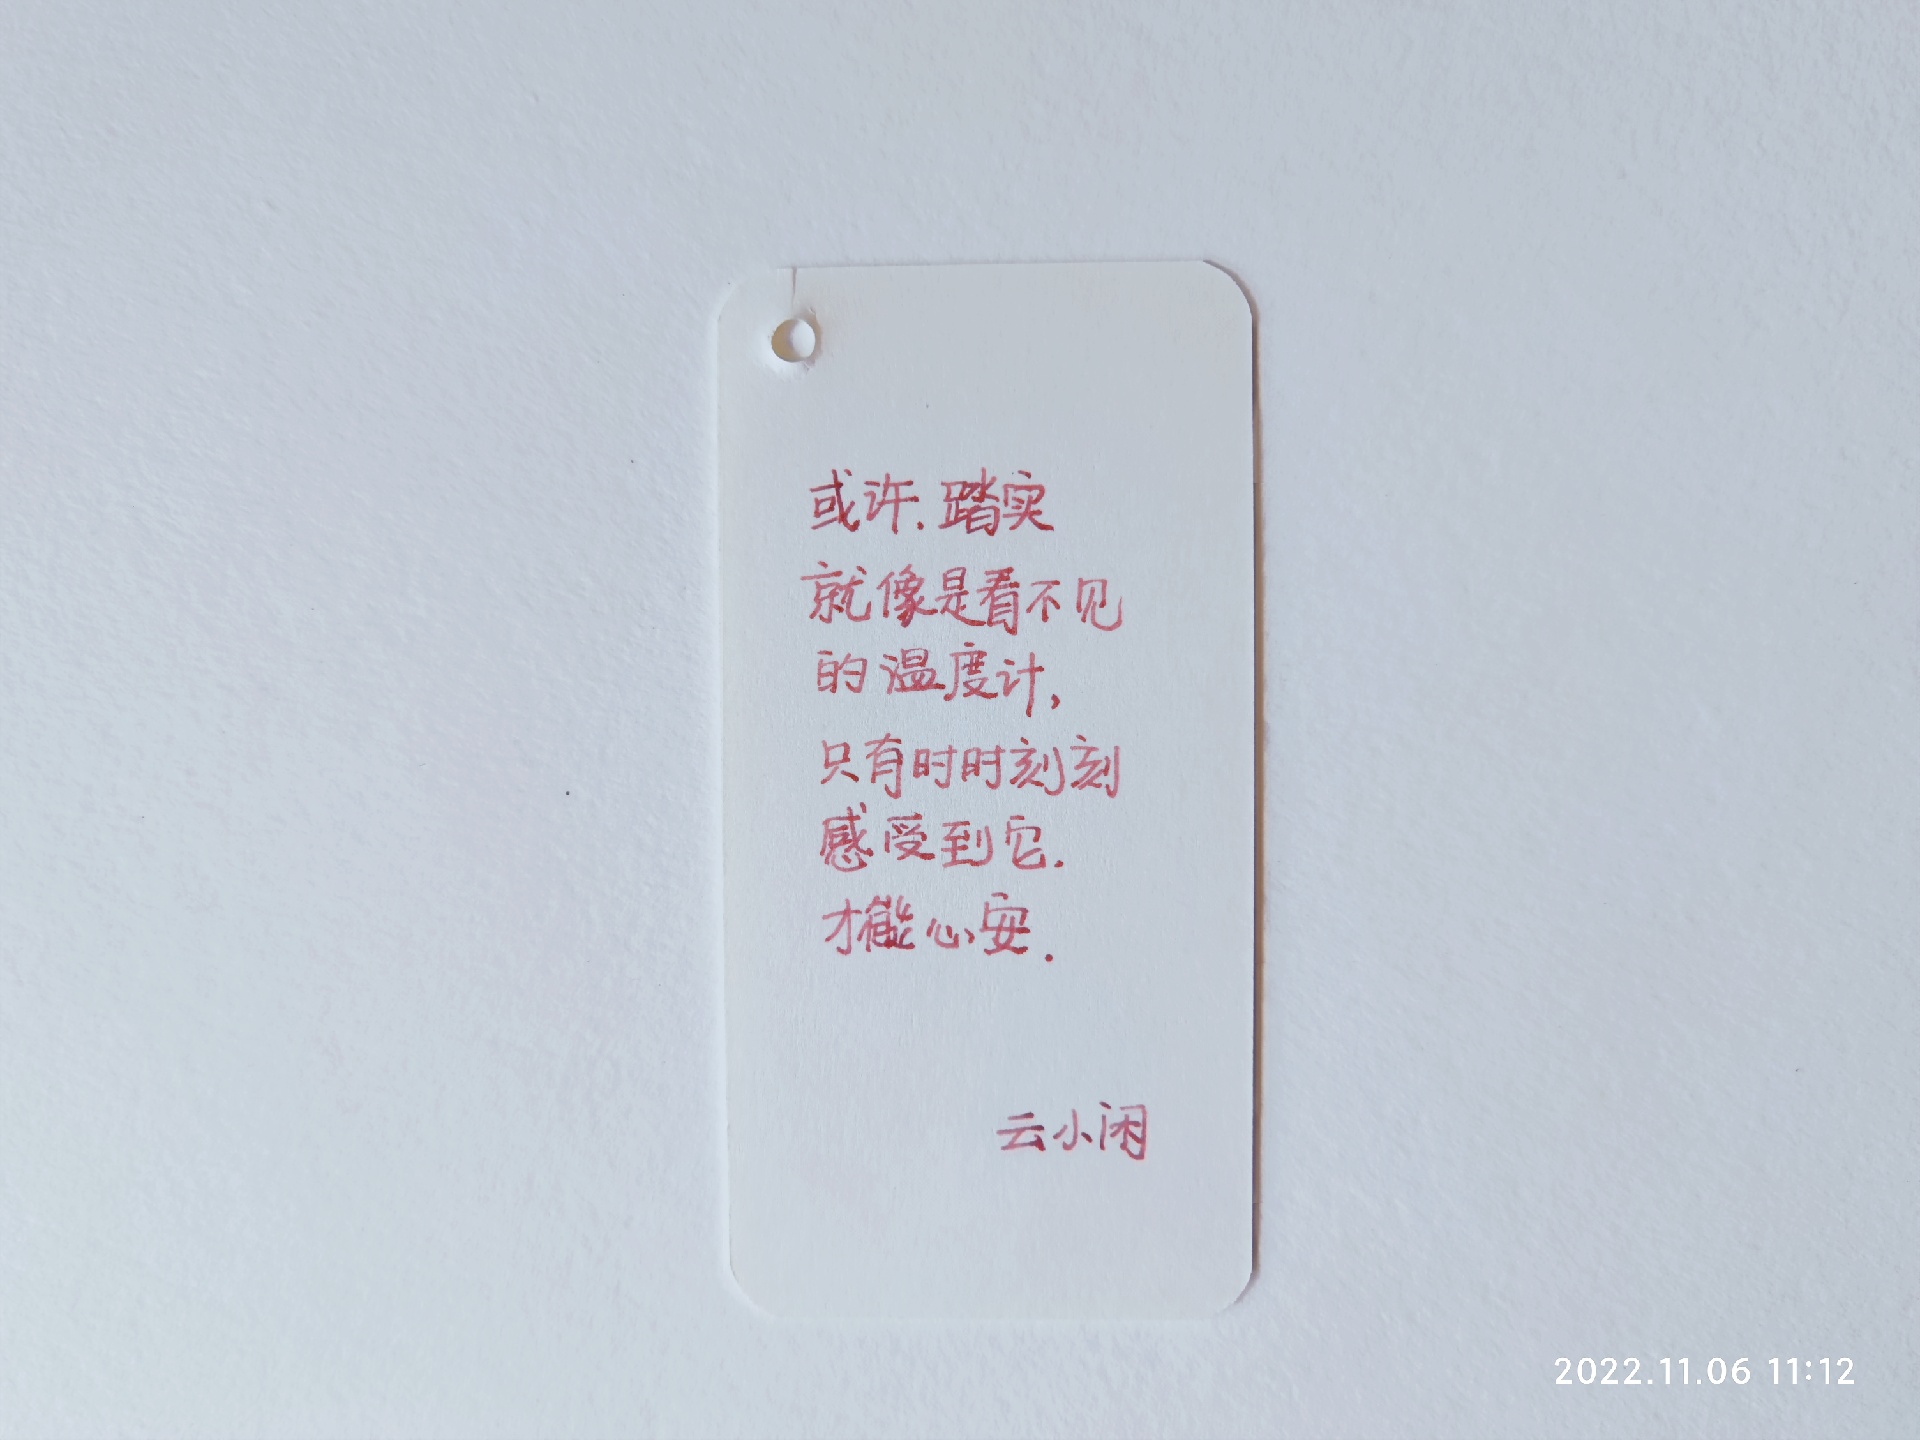 或许.踏实
就像是看不见
的温度计,
只有时时刻刻
感受到它.
才能心安.
云小闲
2022.11.06 11:12